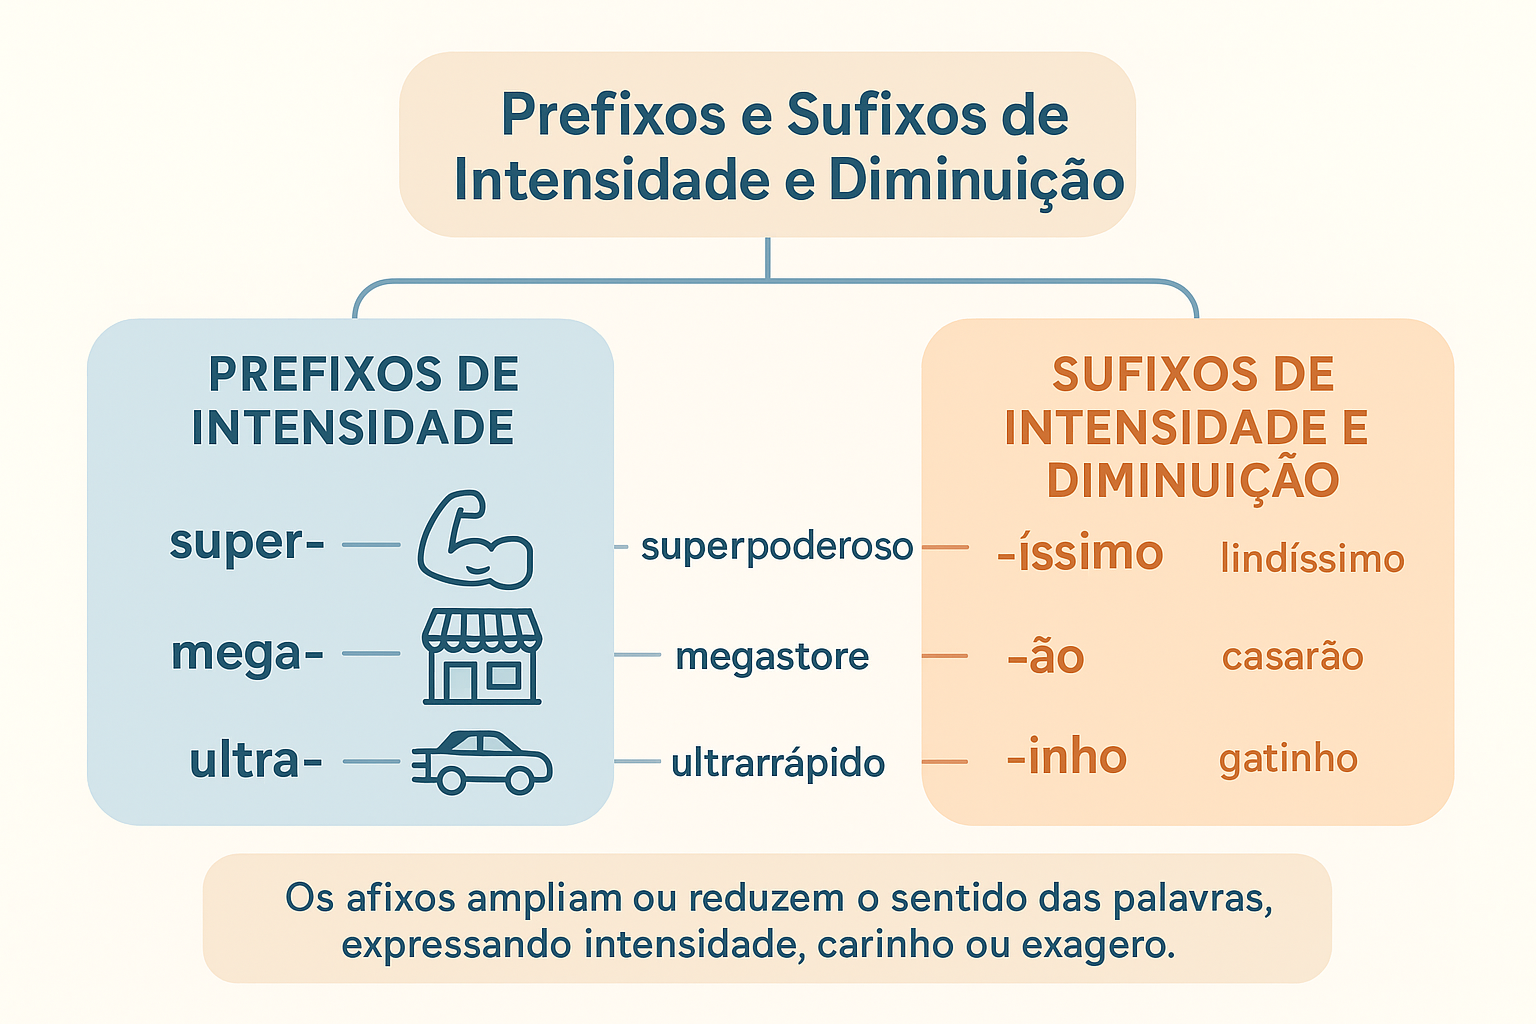 Prefixos e Sufixos de
Intensidade e Diminuição
PREFIXOS DE
INTENSIDADE
super-
mega-
ultra-
superpoderoso
megastore
ultrarrápido
SUFIXOS DE
INTENSIDADE E
DIMINUIÇÃO
-íssimo lindíssimo
-ão casarão
-inho gatinho
Os afixos ampliam ou reduzem o sentido das palavras,
expressando intensidade, carinho ou exagero.